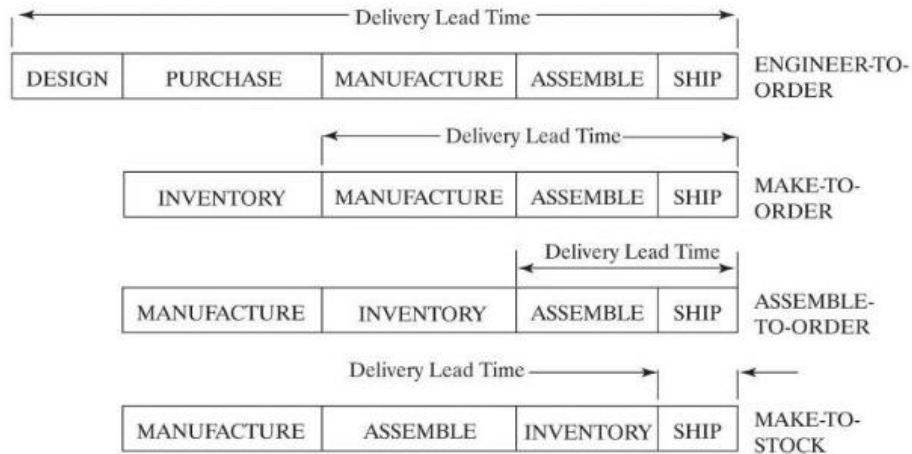 Delivery Lead Time
DESIGN PURCHASE MANUFACTURE ASSEMBLE SHIP ENGINEER-TO-
ORDER
Delivery Lead Time
INVENTORY MANUFACTURE ASSEMBLE SHIP MAKE-TO-
ORDER
Delivery Lead Time
MANUFACTURE INVENTORY ASSEMBLE SHIP ASSEMBLE-
TO-ORDER
Delivery Lead Time
MANUFACTURE ASSEMBLE INVENTORY SHIP MAKE-TO-
STOCK